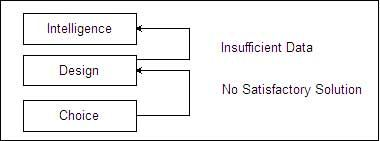 Intelligence
Insufficient Data
Design
No Satisfactory Solution
Choice